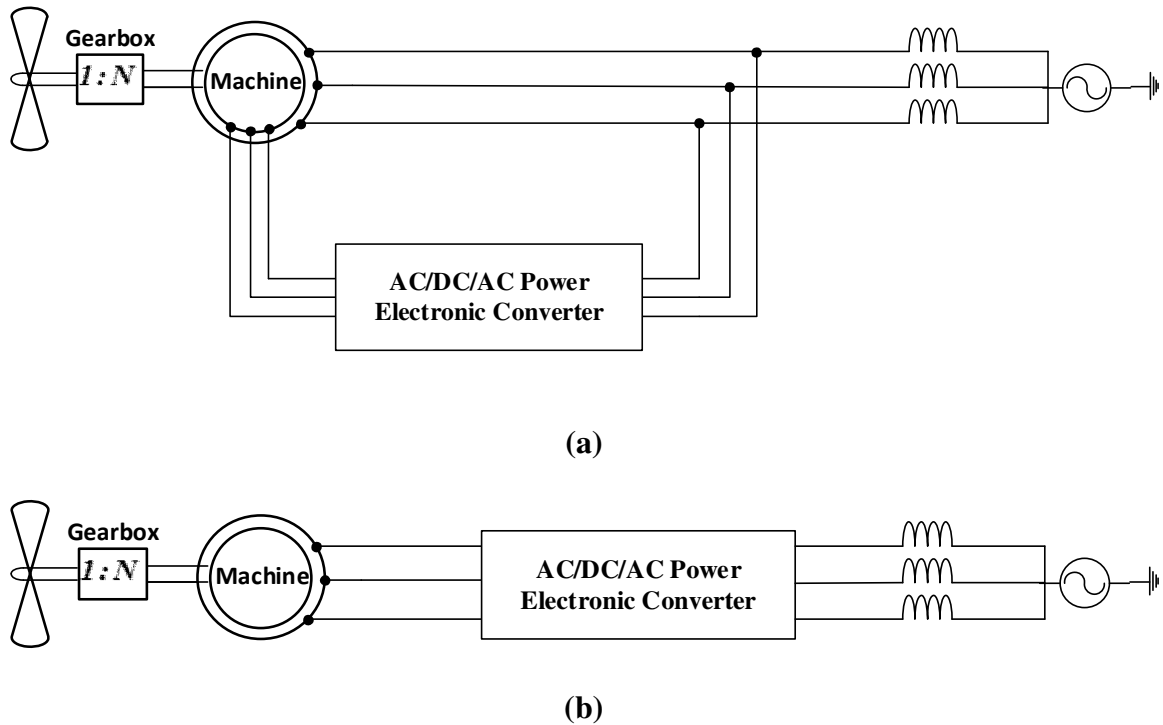 Gearbox
1:N
Machine
AC/DC/AC Power
Electronic Converter
(a)
Gearbox
1:N
Machine
AC/DC/AC Power
Electronic Converter
(b)